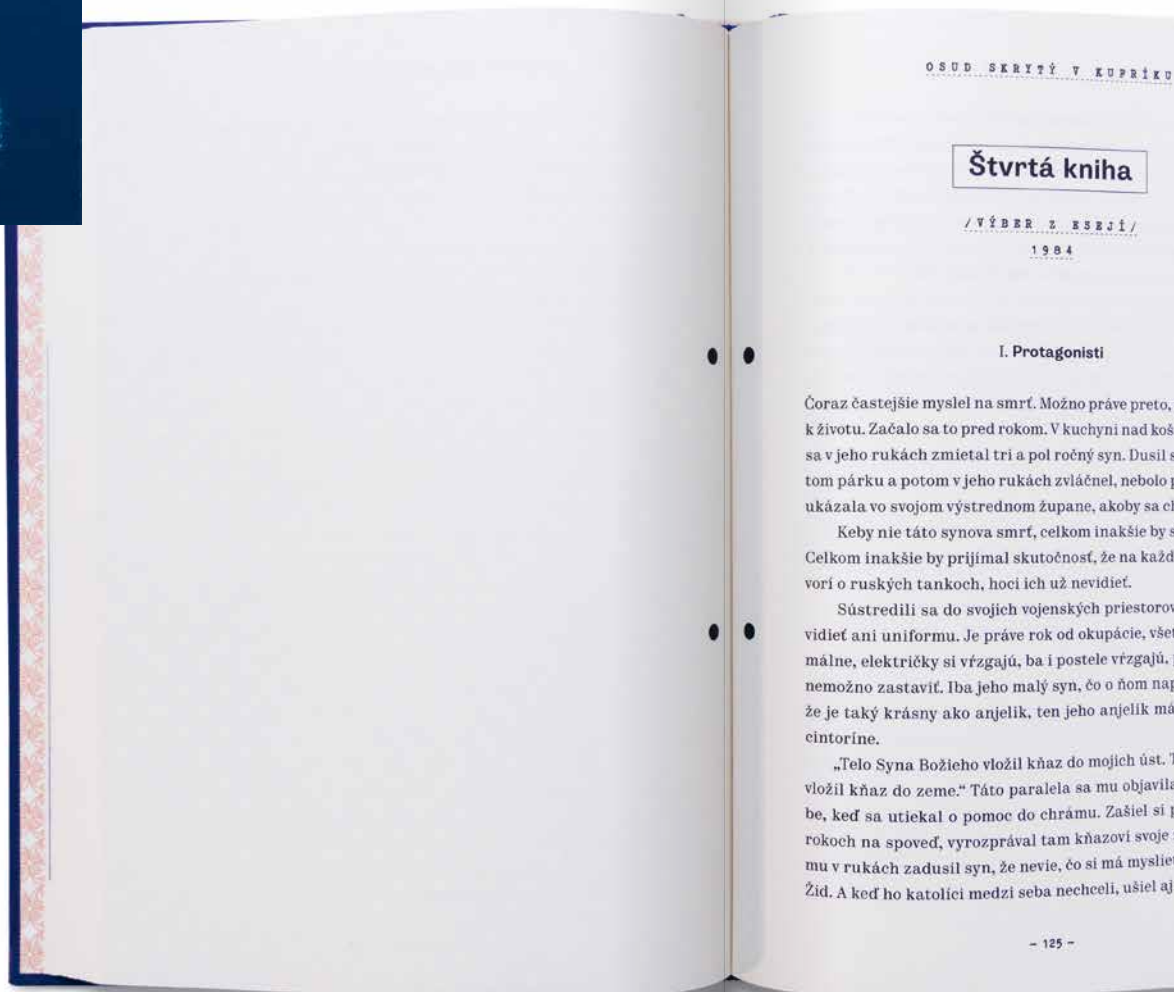 OSUD SKRYTÝ V KUPRÍKU
Štvrtá kniha
/VÝBER Z ESEJÍ/
1984
I. Protagonisti
Čoraz častejšie myslel na smrť. Možno práve preto,
k životu. Začalo sa to pred rokom. V kuchyni nad koš
sa v jeho rukách zmietal tri a pol ročný syn. Dusil s
tom párku a potom v jeho rukách zvláčnel, nebolo p
ukázala vo svojom výstrednom župane, akoby sa ch
Keby nie táto synova smrť, celkom inakšie by s
Celkom inakšie by prijímal skutočnosť, že na každ
vorí o ruských tankoch, hoci ich už nevidieť.
Sústredili sa do svojich vojenských priestorov
vidieť ani uniformu. Je práve rok od okupácie, všet
málne, električky si vŕzgajú, ba i postele vŕzgajú,
nemožno zastaviť. Iba jeho malý syn, čo o ňom nap
že je taký krásny ako anjelik, ten jeho anjelik má
cintoríne.
„Telo Syna Božieho vložil kňaz do mojich úst. T
vložil kňaz do zeme.“ Táto paralela sa mu objavila
be, keď sa utiekal o pomoc do chrámu. Zašiel si p
rokoch na spoveď, vyrozprával tam kňazovi svoje
mu v rukách zadusil syn, že nevie, čo si má myslie
Žid. A keď ho katolíci medzi seba nechceli, ušiel aj
– 125 –